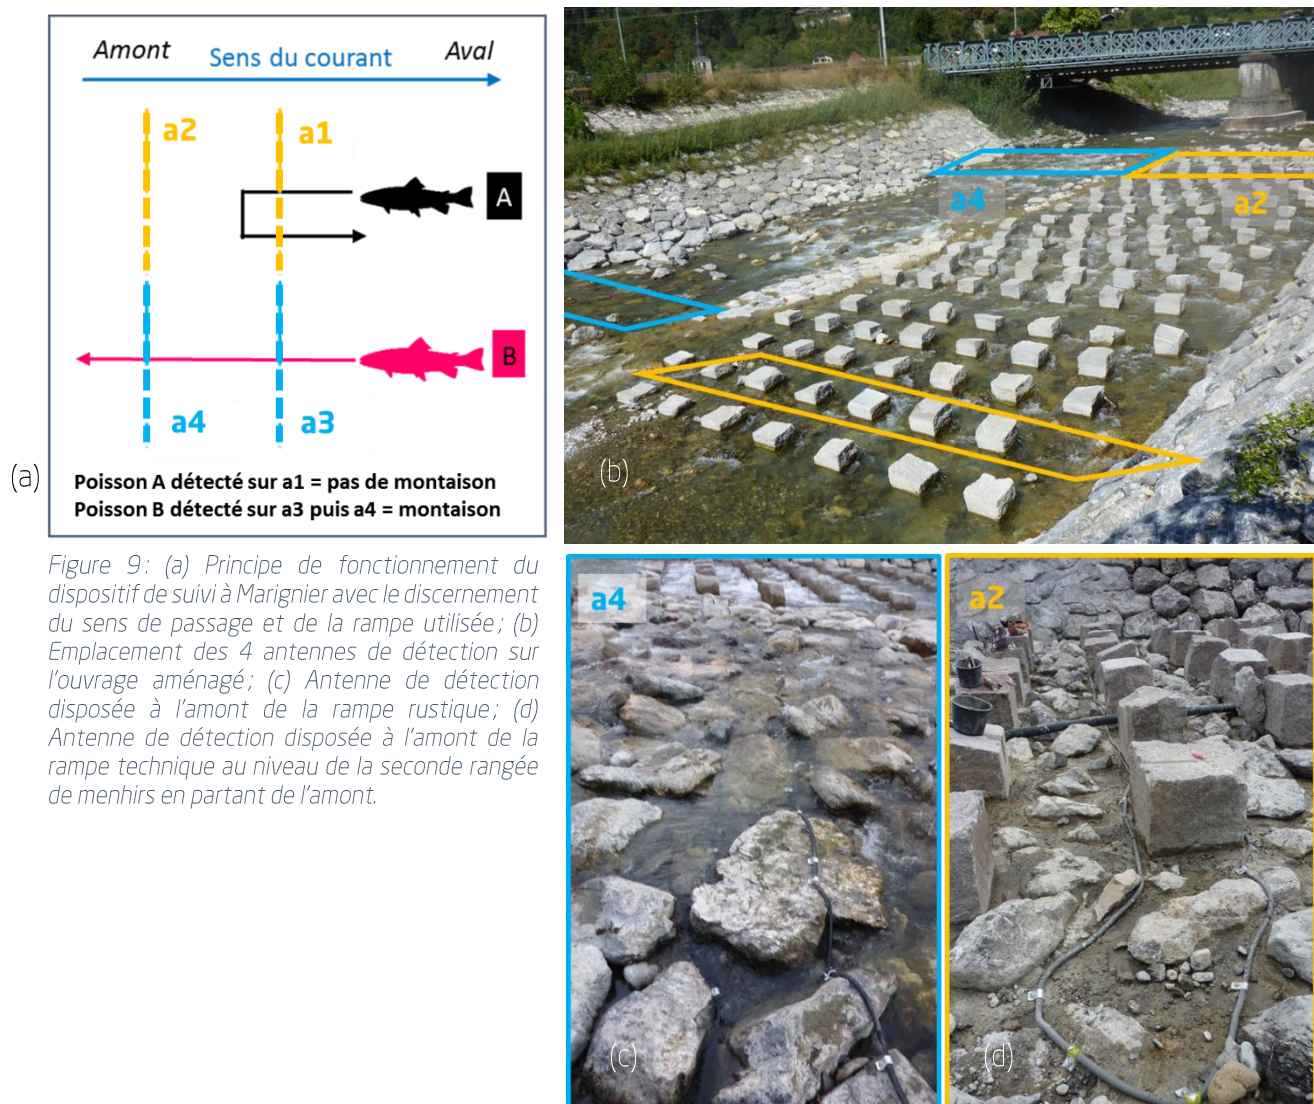 Amont
Sens du courant
Aval
a2
a1
A
B
a4
a3
Poisson A détecté sur a1 = pas de montaison
Poisson B détecté sur a3 puis a4 = montaison
(a)
a4
a2
(b)
Figure 9 : (a) Principe de fonctionnement du
dispositif de suivi à Marignier avec le discernement
du sens de passage et de la rampe utilisée ; (b)
Emplacement des 4 antennes de détection sur
l'ouvrage aménagé ; (c) Antenne de détection
disposée à l'amont de la rampe rustique ; (d)
Antenne de détection disposée à l'amont de la
rampe technique au niveau de la seconde rangée
de menhirs en partant de l'amont.
a4
(c)
a2
(d)